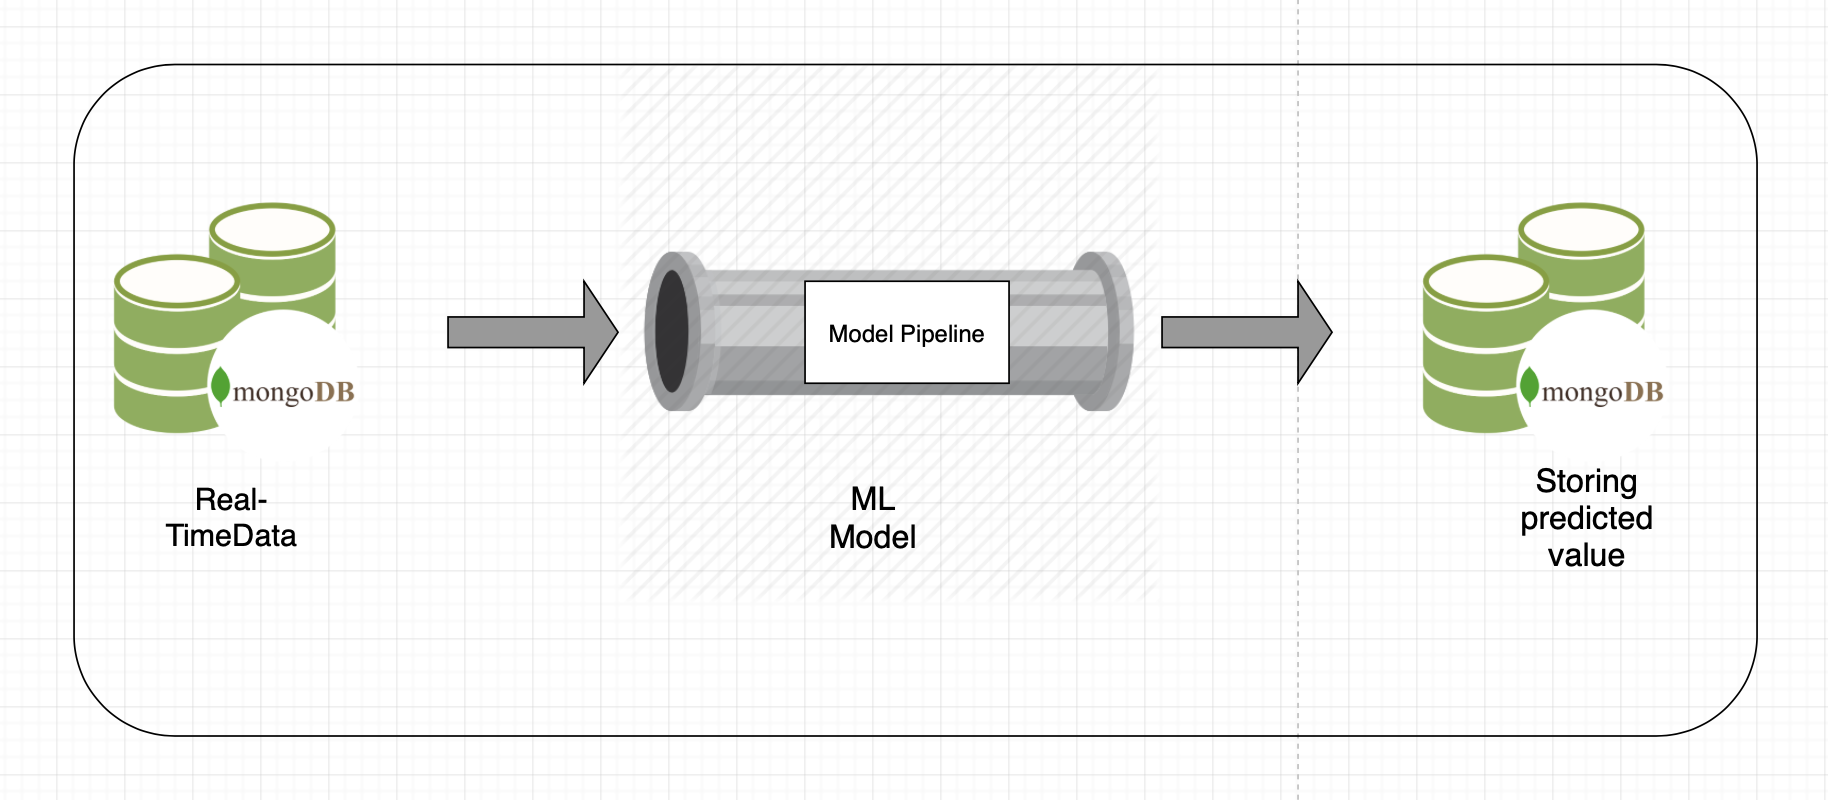 mongoDB
Real-
TimeData
Model Pipeline
ML
Model
mongoDB
Storing
predicted
value